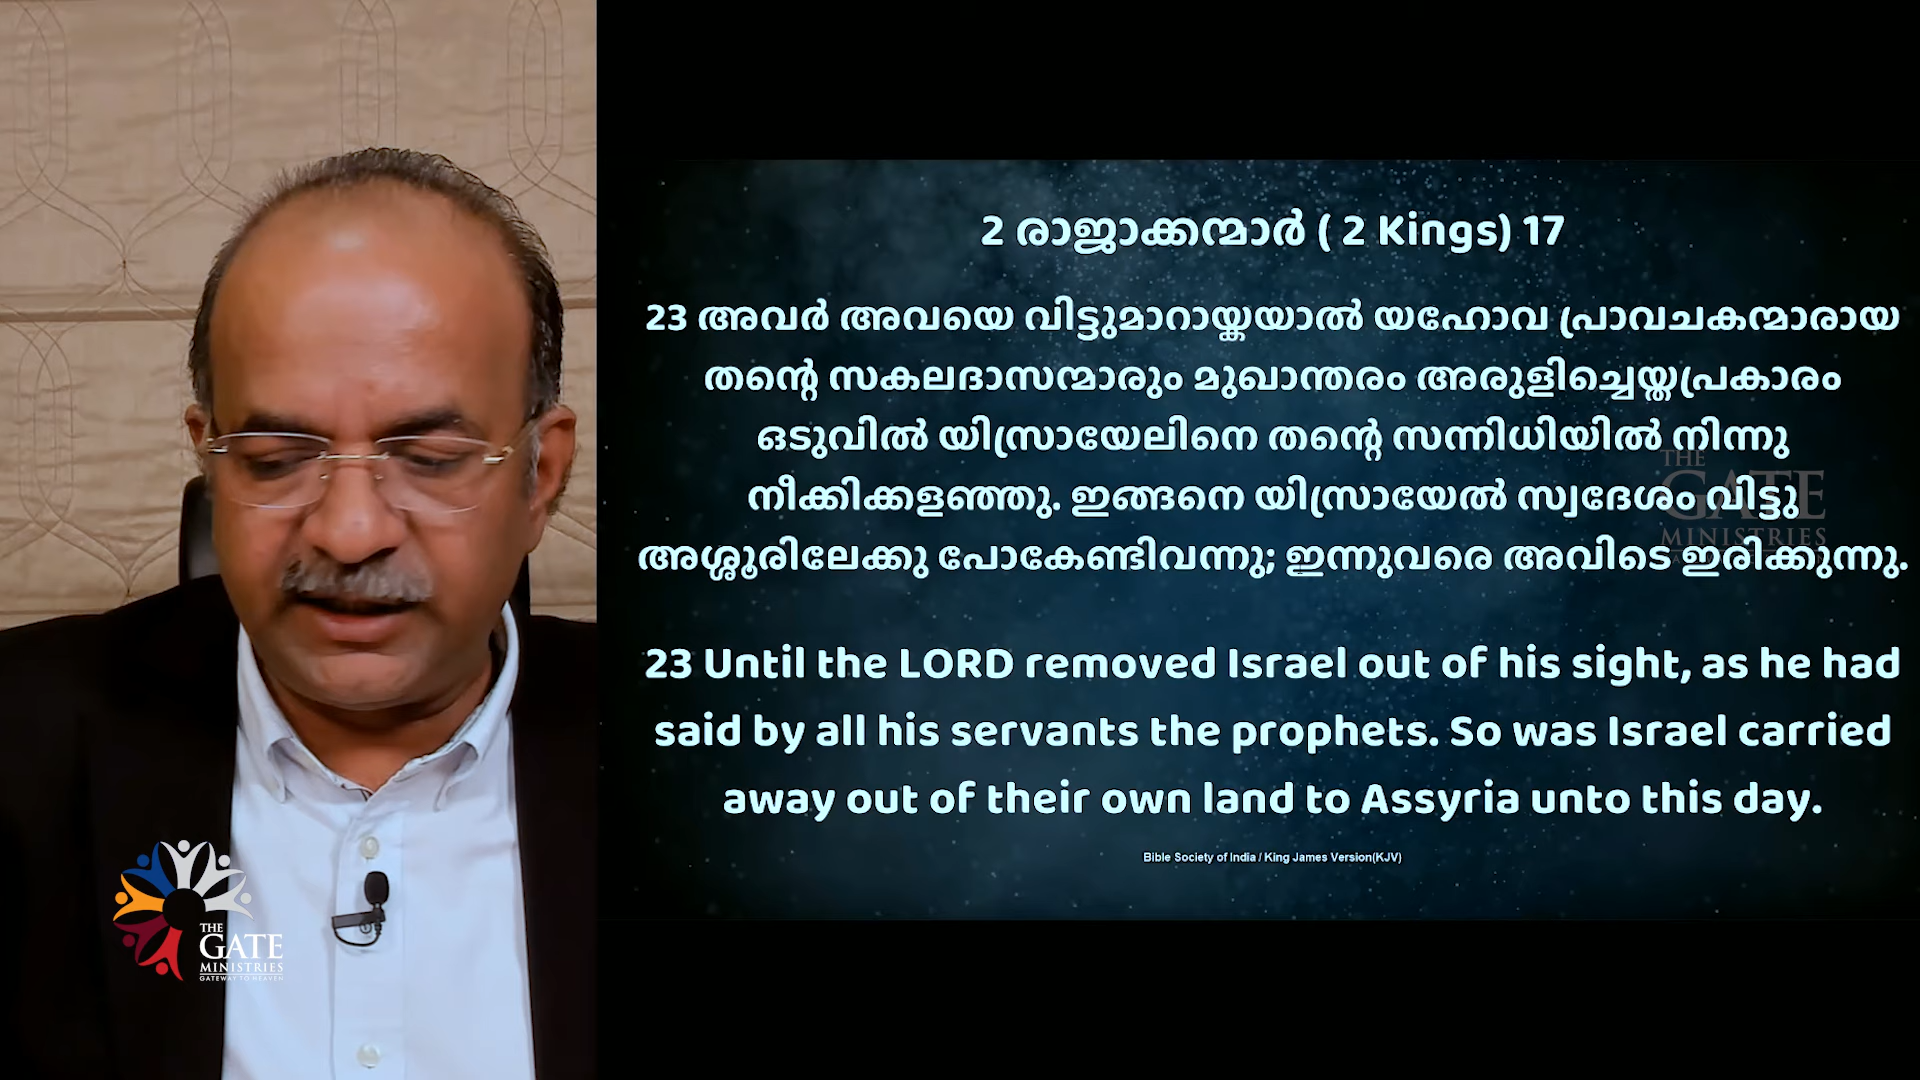 2 രാജാക്കന്മാർ ( 2 Kings) 17
23 അവർ അവയെ വിട്ടുമാറായ്കയാൽ യഹോവ പ്രാവചകന്മാരായ
തന്റെ സകലദാസന്മാരും മുഖാന്തരം അരുളിച്ചെയ്തപ്രകാരം
ഒടുവിൽ യിസ്രായേലിനെ തന്റെ സന്നിധിയിൽ നിന്നു
നീക്കിക്കളഞ്ഞു. ഇങ്ങനെ യിസ്രായേൽ സ്വദേശം വിട്ടു
അശ്ശൂരിലേക്കു പോകേണ്ടിവന്നു; ഇന്നുവരെ അവിടെ ഇരിക്കുന്നു.
23 Until the LORD removed Israel out of his sight, as he had
said by all his servants the prophets. So was Israel carried
away out of their own land to Assyria unto this day.
Bible Society of India / King James Version(KJV)
THE
GATE
MINISTRIES
THE
GATE
MINISTRIES
GATEWAY TO HEAVEN